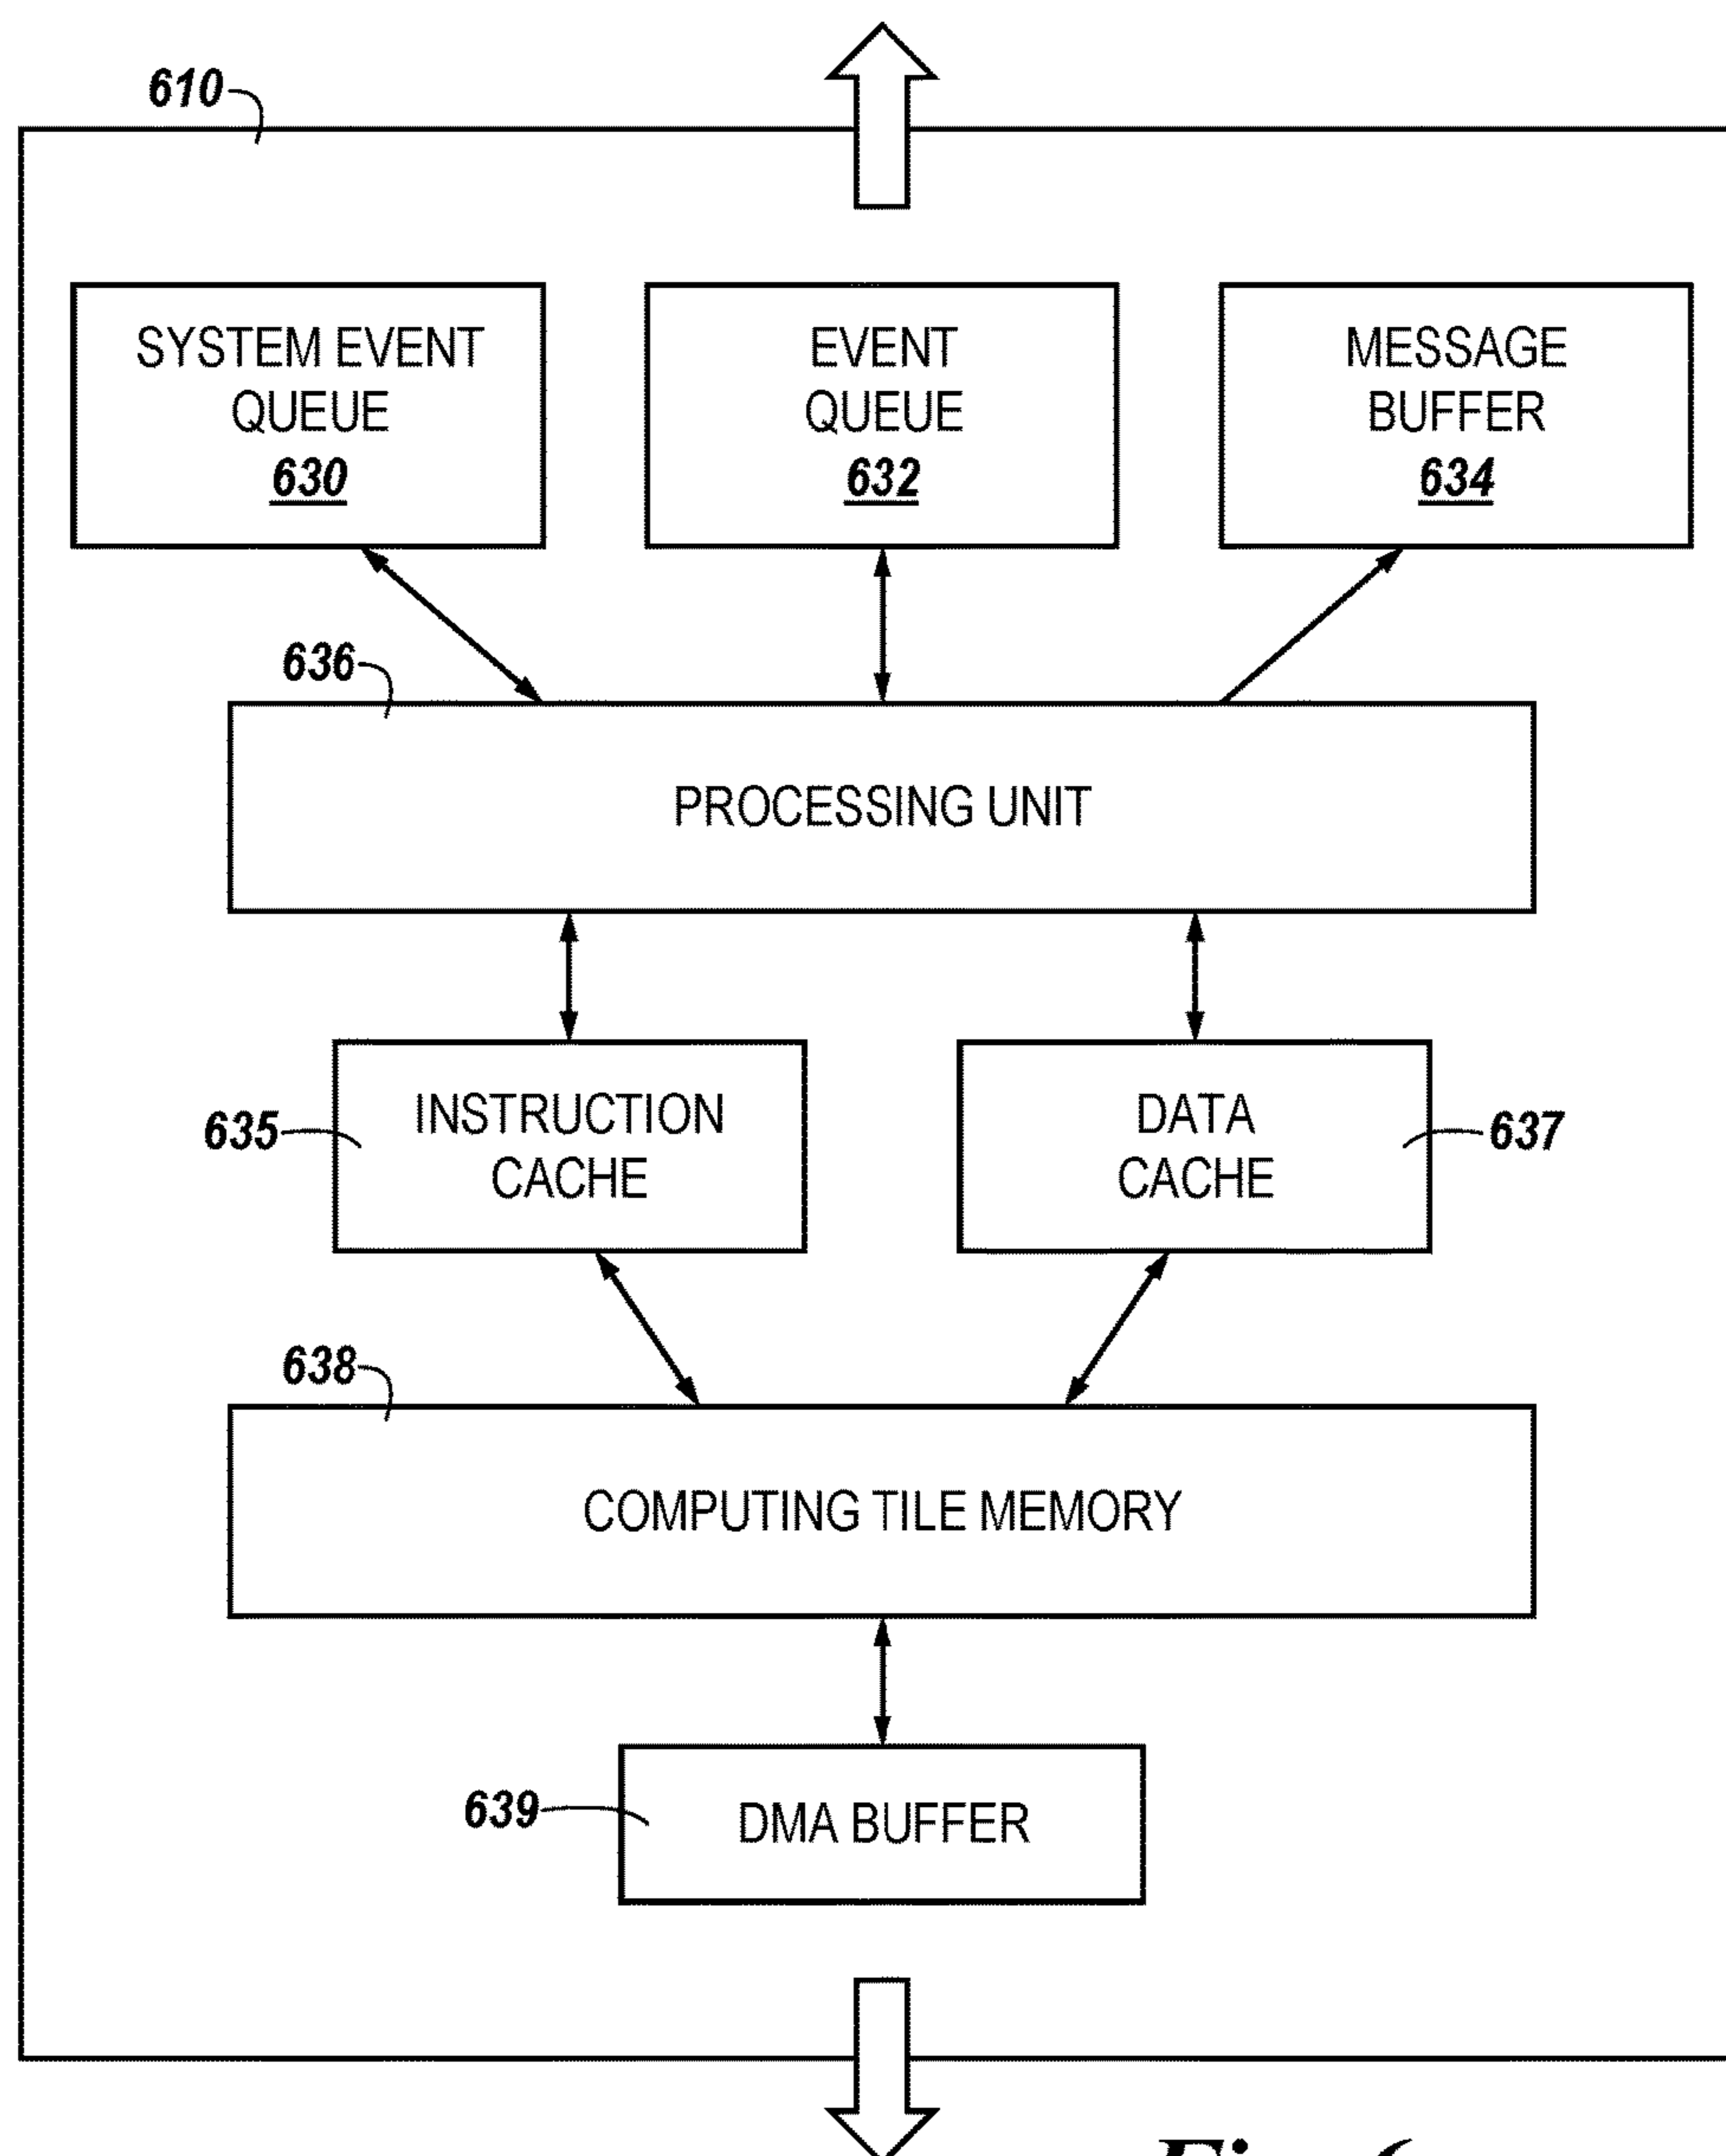 610
SYSTEM EVENT
QUEUE
630
EVENT
QUEUE
632
MESSAGE
BUFFER
634
636
PROCESSING UNIT
635
INSTRUCTION
CACHE
DATA
CACHE
637
638
COMPUTING TILE MEMORY
639
DMA BUFFER